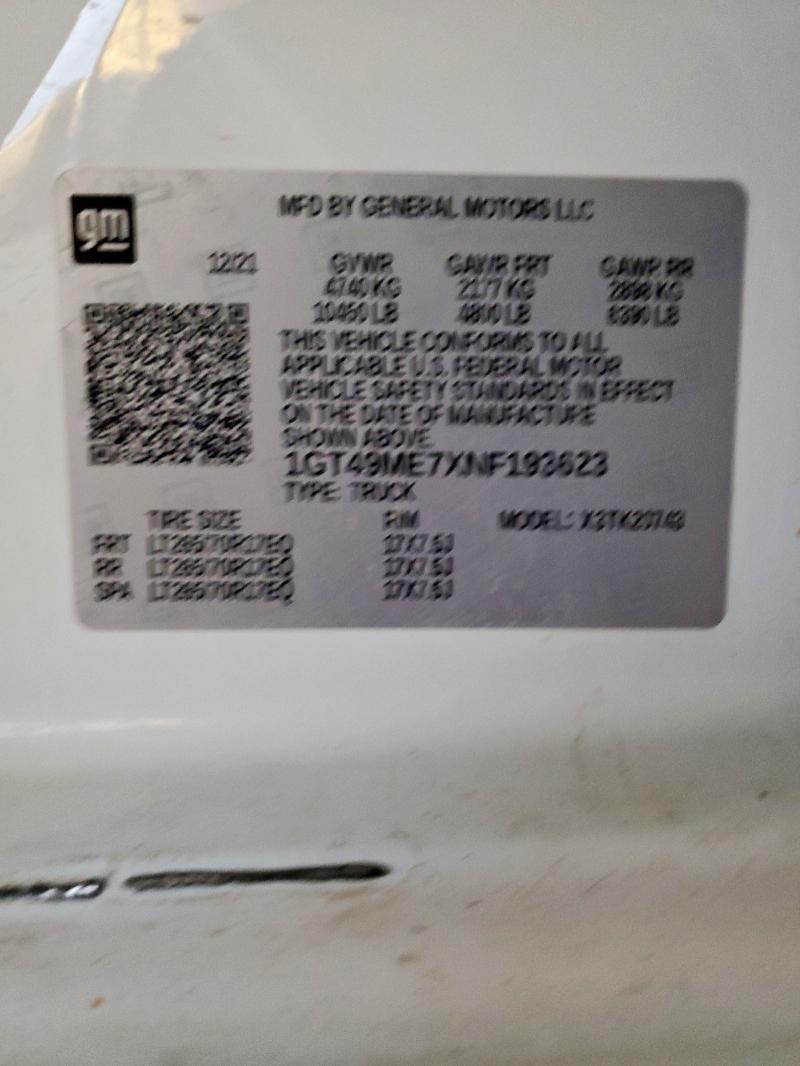 gm
MFD BY GENERAL MOTORS LLC
12/21 GVWR GAWR FRT GAWR RR
4740 KG 2177 KG 2898 KG
10450 LB 4800 LB 6390 LB
THIS VEHICLE CONFORMS TO ALL
APPLICABLE U.S. FEDERAL MOTOR
VEHICLE SAFETY STANDARDS IN EFFECT
ON THE DATE OF MANUFACTURE
SHOWN ABOVE.
1GT49ME7XNF193623
TYPE: TRUCK
TIRE SIZE RIM MODEL: X3TK20743
FRT 17X7.5J
RR 17X7.5J
SPA 17X7.5J